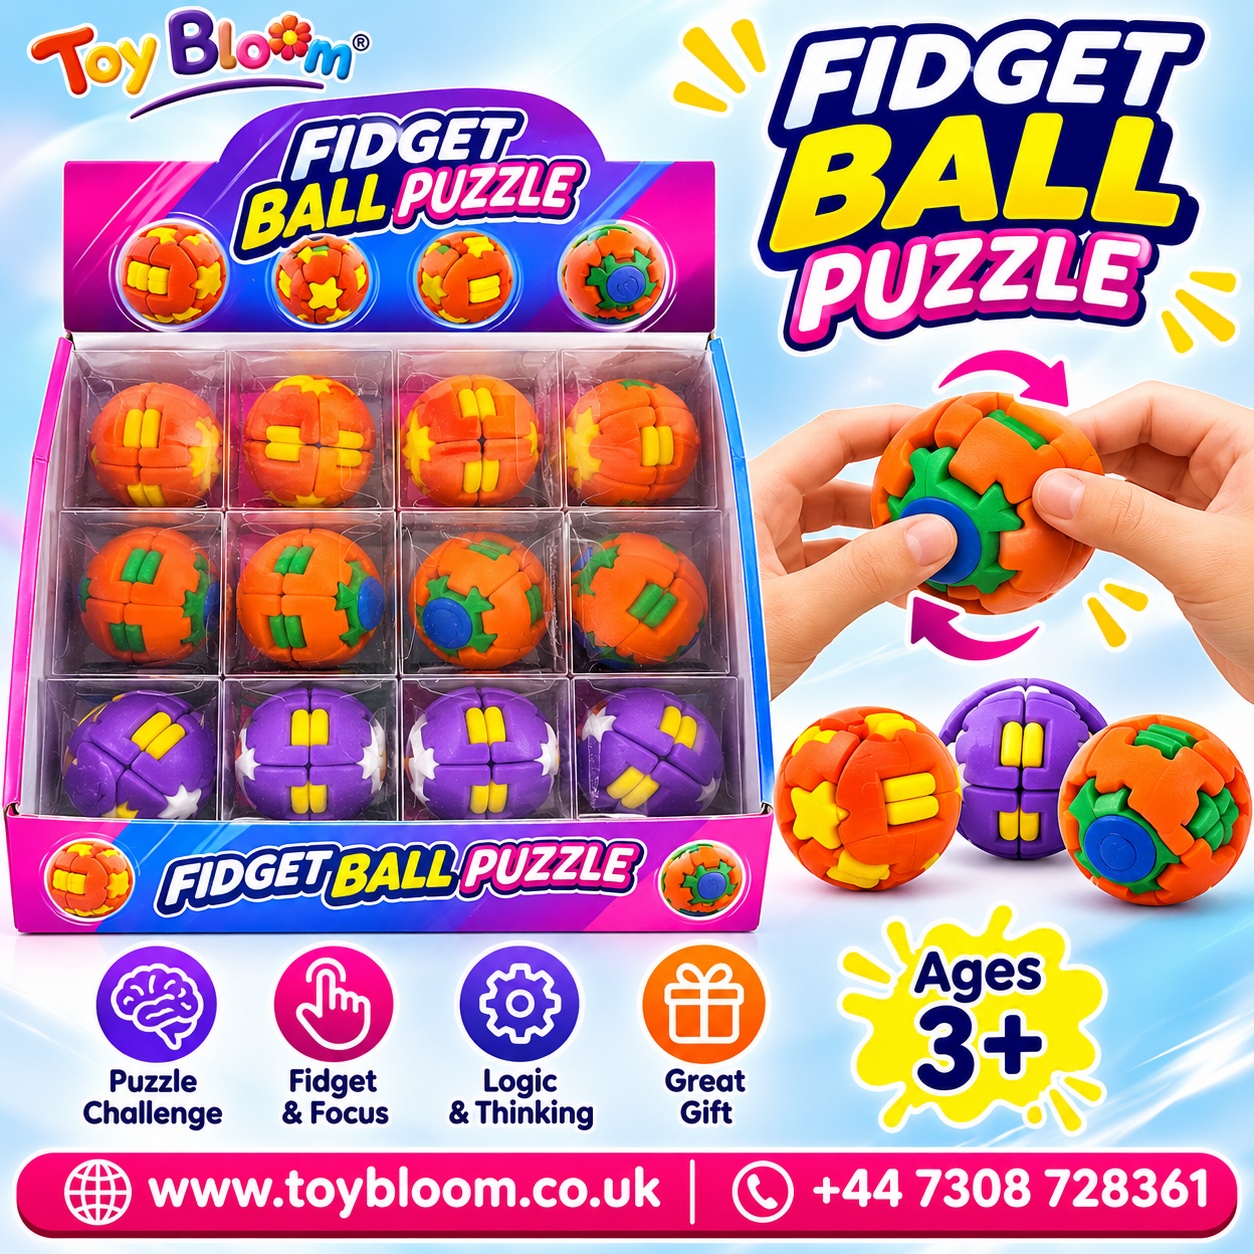 Toy Bloom®
FIDGET
BALL PUZZLE
FIDGET
BALL
PUZZLE
FIDGET BALL PUZZLE
Puzzle
Challenge
Fidget
& Focus
Logic
& Thinking
Great
Gift
Ages
3+
www.toybloom.co.uk
+44 7308 728361